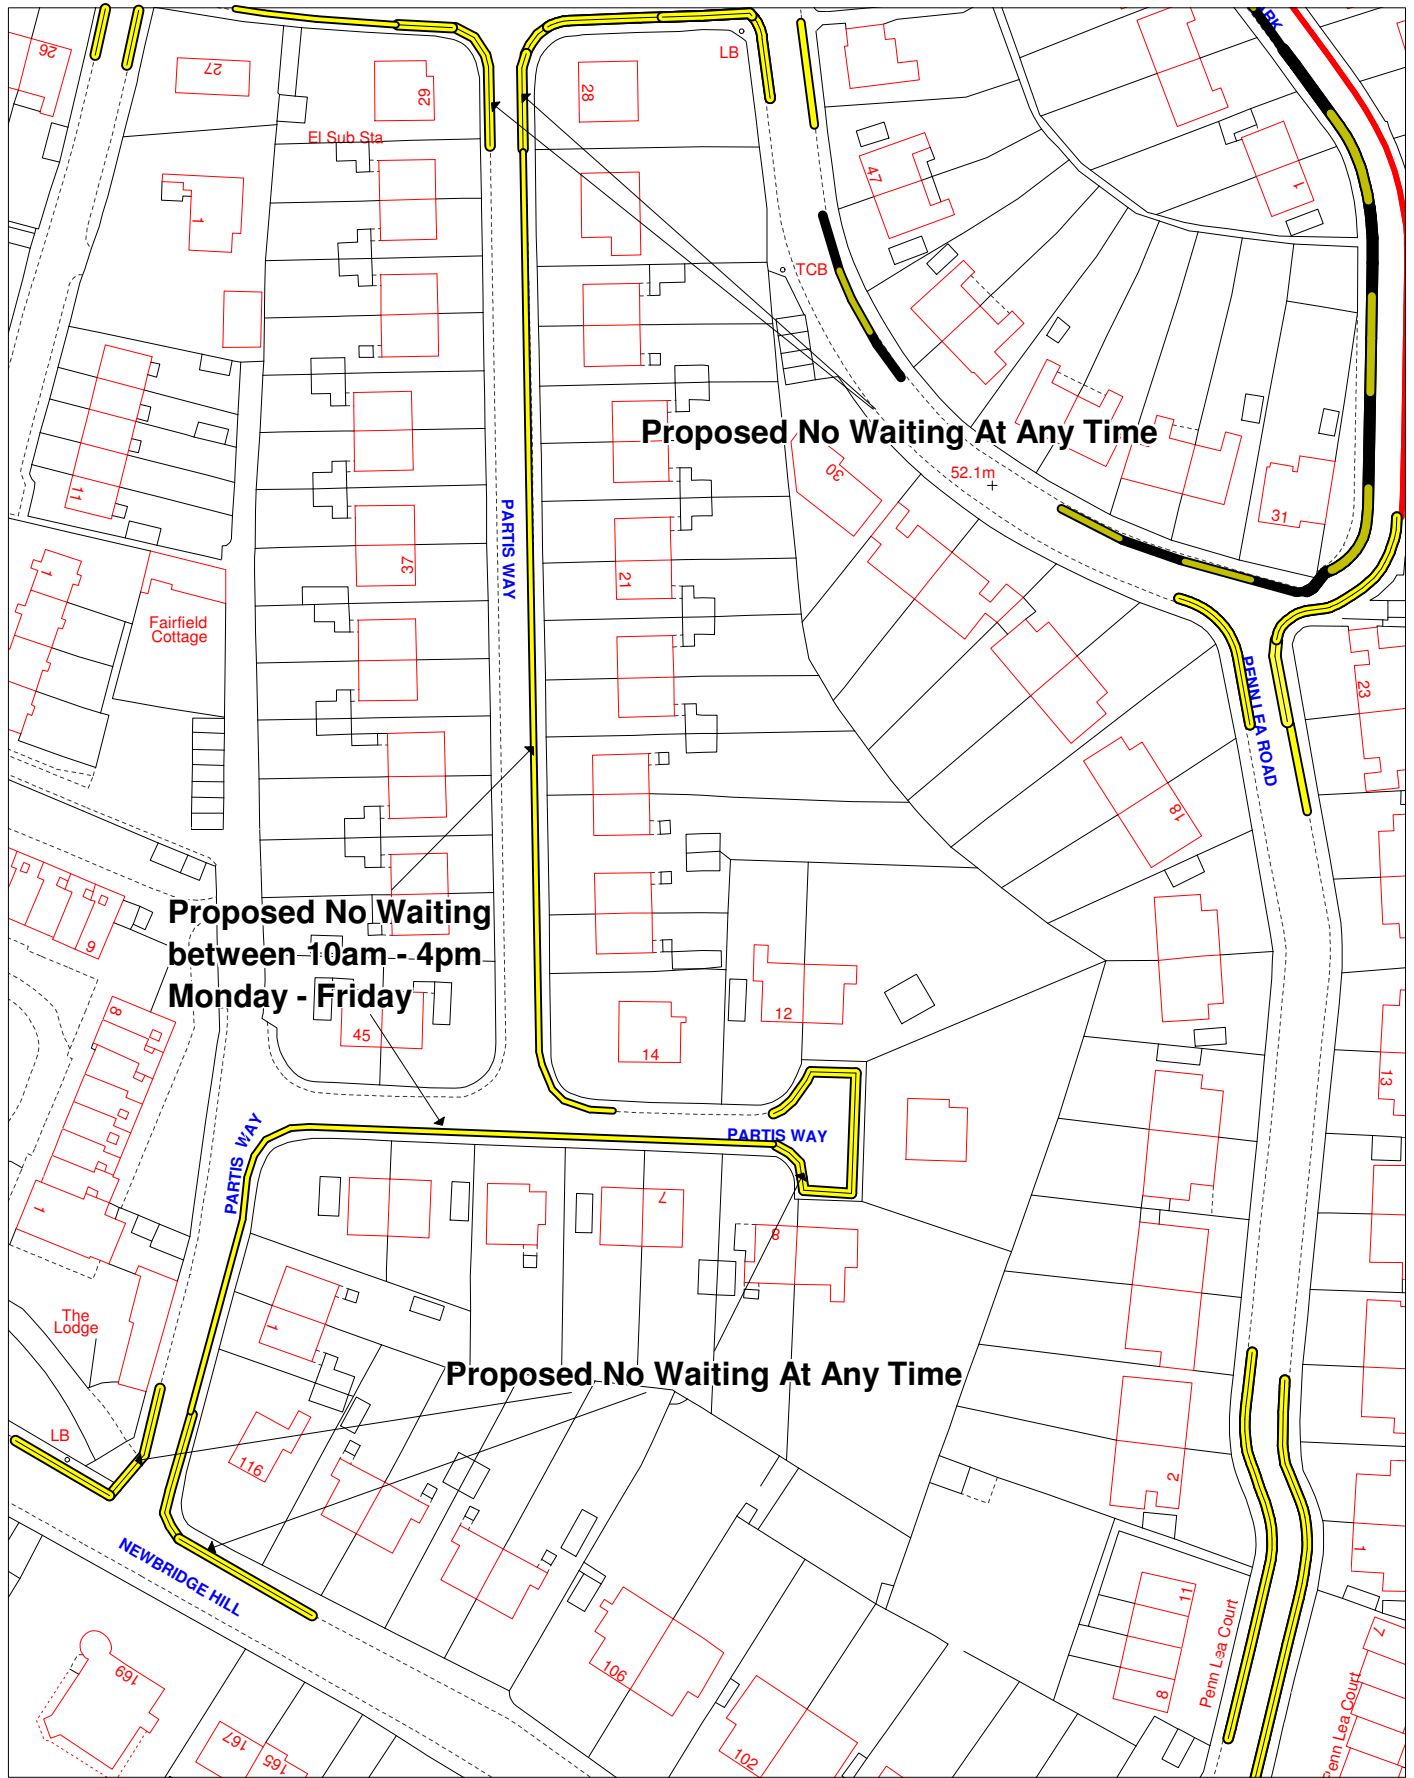 26
27
29
28
LB
ARK
El Sub Sta
47
1
1
TCB
Proposed No Waiting At Any Time
30
52.1m
11
31
PARTIS WAY
37
21
1
Fairfield
Cottage
PENN LEA ROAD
23
18
Proposed No Waiting
between 10am - 4pm
Monday - Friday
9
8
45
14
12
13
PARTIS WAY
PARTIS WAY
1
7
8
The
Lodge
1
Proposed No Waiting At Any Time
LB
116
2
1
NEWBRIDGE HILL
11
8
Penn Lea Court
7
Penn Lea Court
106
102
169
167
165